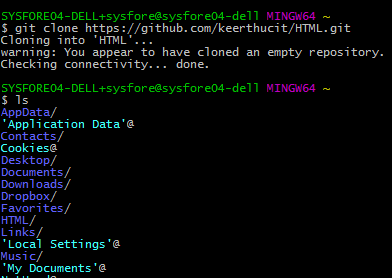 SYSFORE04-DELL+sysfore@sysfore04-dell MINGW64 ~
$ git clone https://github.com/keerthucit/HTML.git
Cloning into 'HTML'...
warning: You appear to have cloned an empty repository.
Checking connectivity... done.
SYSFORE04-DELL+sysfore@sysfore04-dell MINGW64 ~
$ ls
AppData/
'Application Data'@
Contacts/
Cookies@
Desktop/
Documents/
Downloads/
Dropbox/
Favorites/
HTML/
Links/
'Local Settings'@
Music/
'My Documents'@